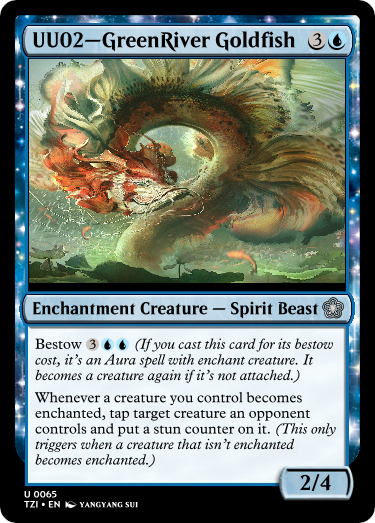 UU02—GreenRiver Goldfish 3
Enchantment Creature — Spirit Beast
Bestow 3 (If you cast this card for its bestow
cost, it's an Aura spell with enchant creature. It
becomes a creature again if it's not attached.)
Whenever a creature you control becomes
enchanted, tap target creature an opponent
controls and put a stun counter on it. (This only
triggers when a creature that isn't enchanted
becomes enchanted.)
2/4
U 0065
TZI • EN YANGYANG SUI